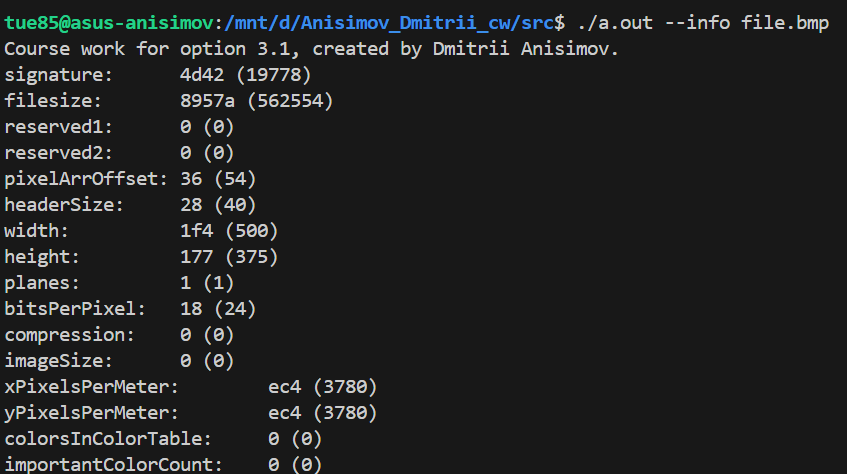 tue85@asus-anisimov:/mnt/d/Anisimov_Dmitrii_cw/src$ ./a.out --info file.bmp
Course work for option 3.1, created by Dmitrii Anisimov.
signature:      4d42 (19778)
filesize:       8957a (562554)
reserved1:      0 (0)
reserved2:      0 (0)
pixelArrOffset: 36 (54)
headerSize:     28 (40)
width:          1f4 (500)
height:         177 (375)
planes:         1 (1)
bitsPerPixel:   18 (24)
compression:    0 (0)
imageSize:      0 (0)
xPixelsPerMeter:        ec4 (3780)
yPixelsPerMeter:        ec4 (3780)
colorsInColorTable:     0 (0)
importantColorCount:    0 (0)